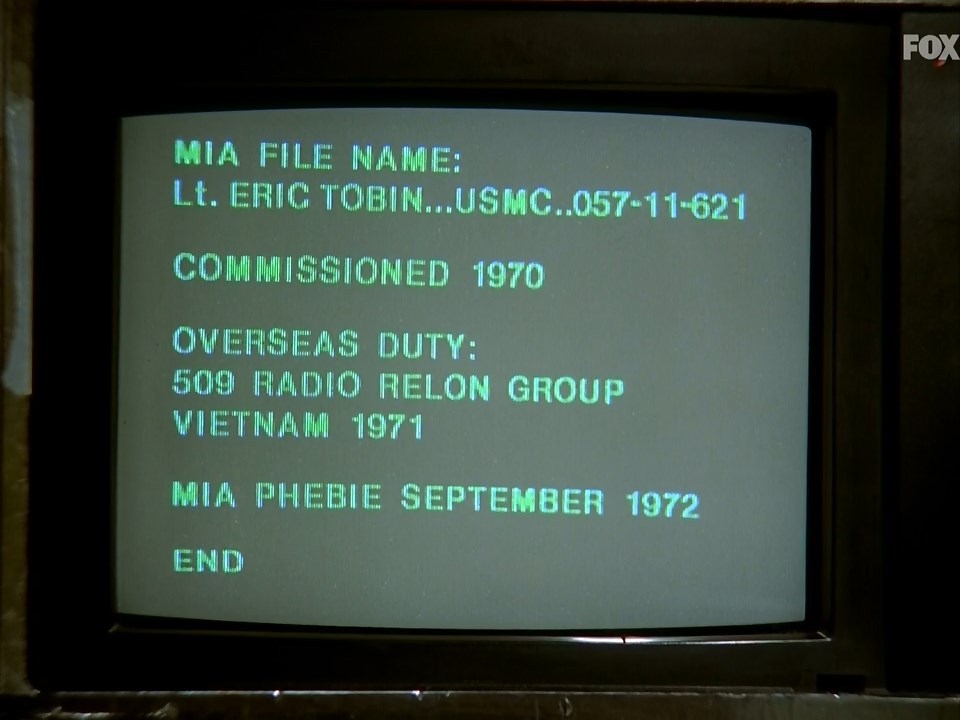 FOX
MIA FILE NAME:
Lt. ERIC TOBIN...USMC..057-11-621
COMMISSIONED 1970
OVERSEAS DUTY:
509 RADIO RELON GROUP
VIETNAM 1971
MIA PHEBIE SEPTEMBER 1972
END